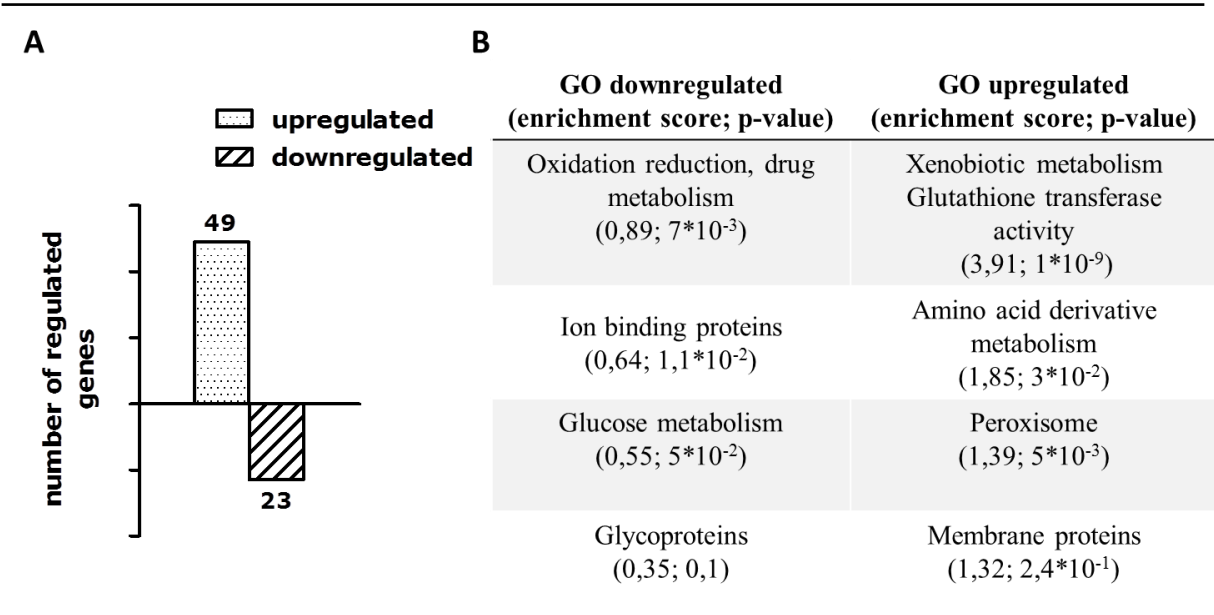 A
B
upregulated
downregulated
49
23
number of regulated
genes
GO downregulated
(enrichment score; p-value)
GO upregulated
(enrichment score; p-value)
Oxidation reduction, drug
metabolism
(0,89; 7*10⁻³)
Xenobiotic metabolism
Glutathione transferase
activity
(3,91; 1*10⁻⁹)
Ion binding proteins
(0,64; 1,1*10⁻²)
Amino acid derivative
metabolism
(1,85; 3*10⁻²)
Glucose metabolism
(0,55; 5*10⁻²)
Peroxisome
(1,39; 5*10⁻³)
Glycoproteins
(0,35; 0,1)
Membrane proteins
(1,32; 2,4*10⁻¹)